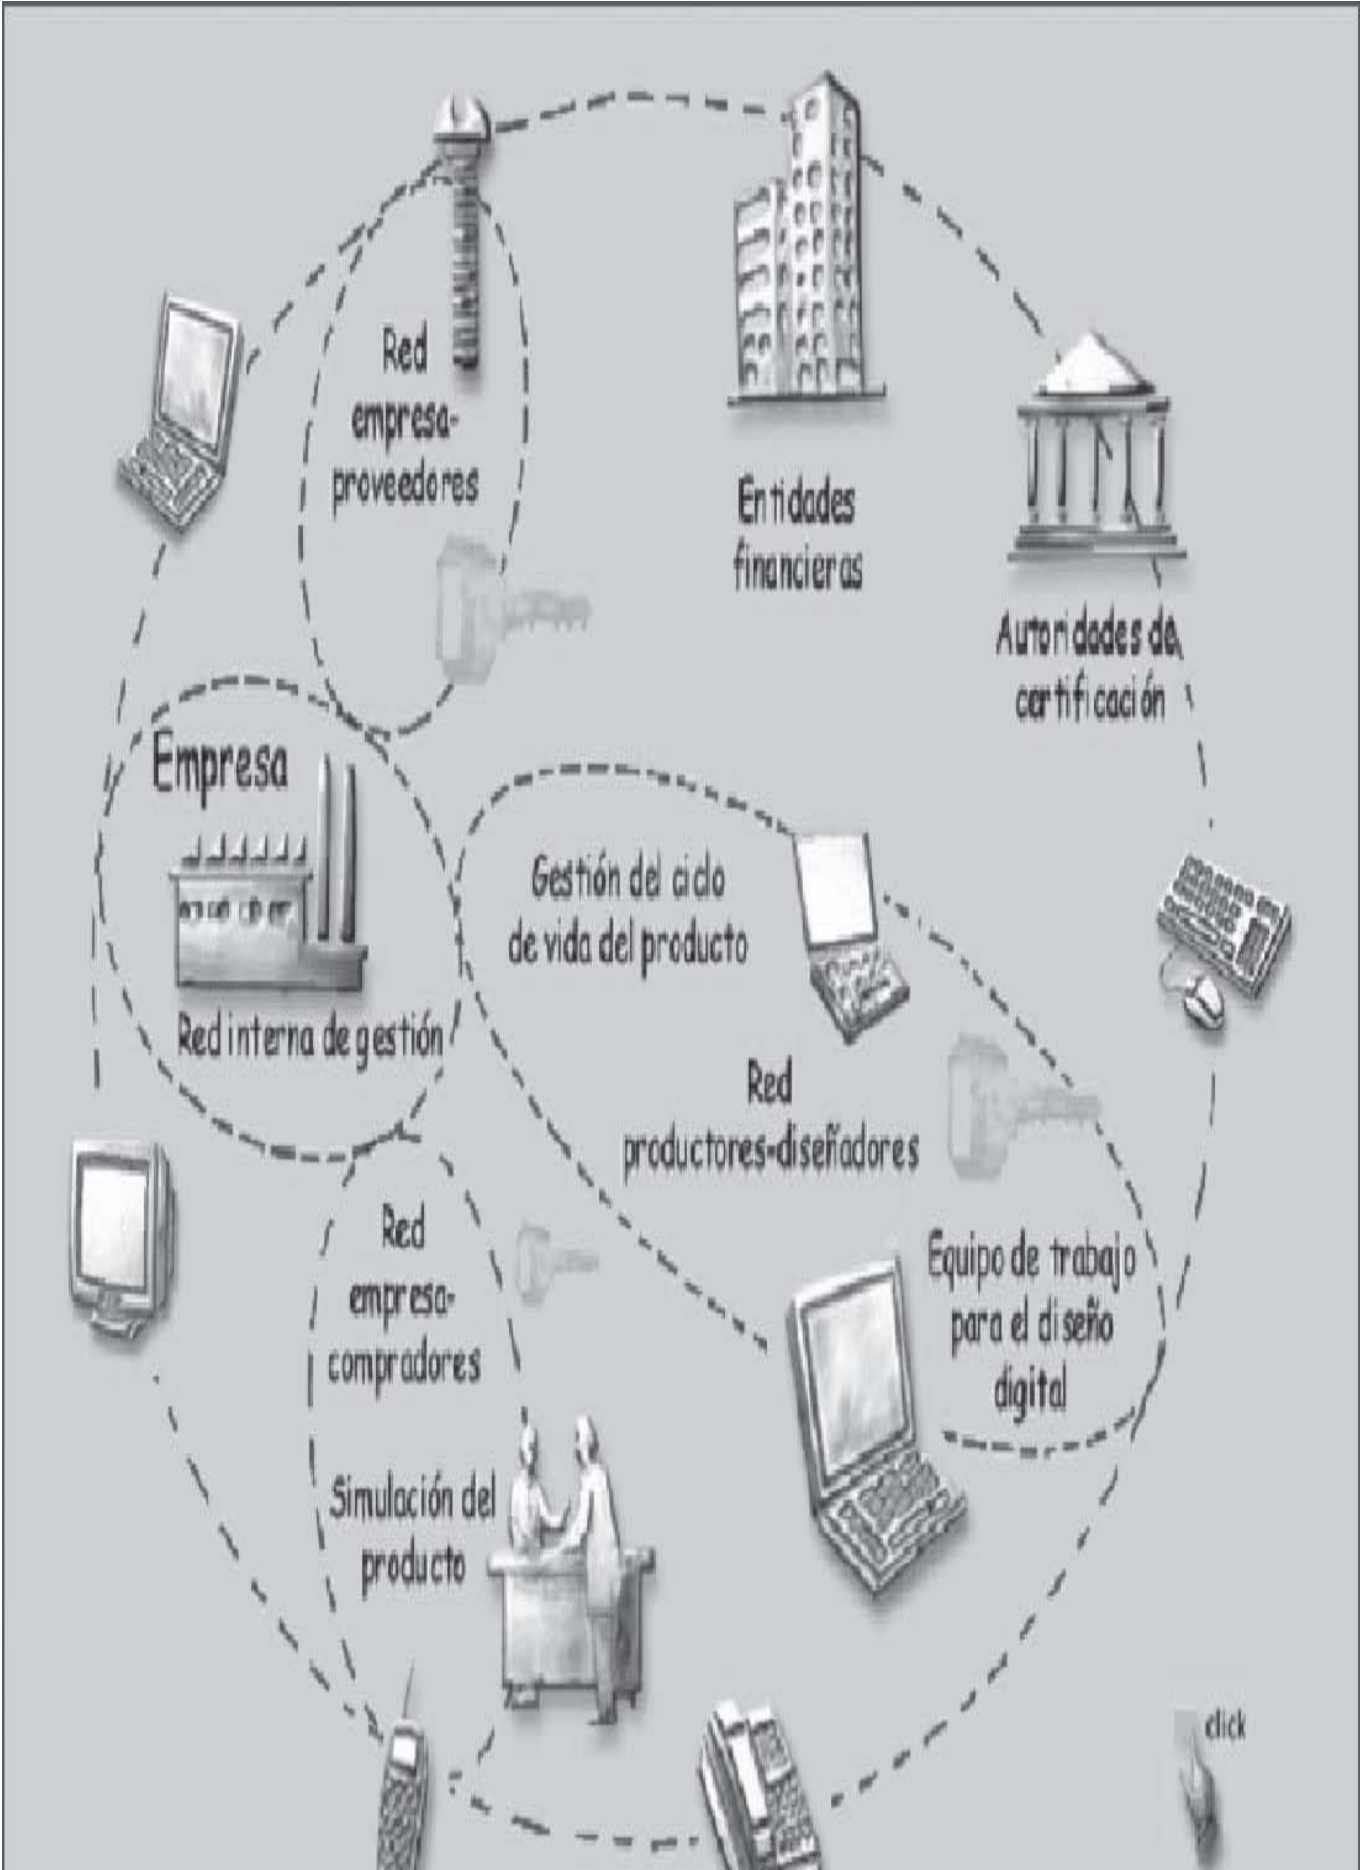 Red
empresa-
proveedores
Entidades
financieras
Autoridades de
certificación
Empresa
Red interna de gestión
Gestión del ciclo
de vida del producto
Red
productores-diseñadores
Red
empresa-
compradores
Equipo de trabajo
para el diseño
digital
Simulación del
producto
click